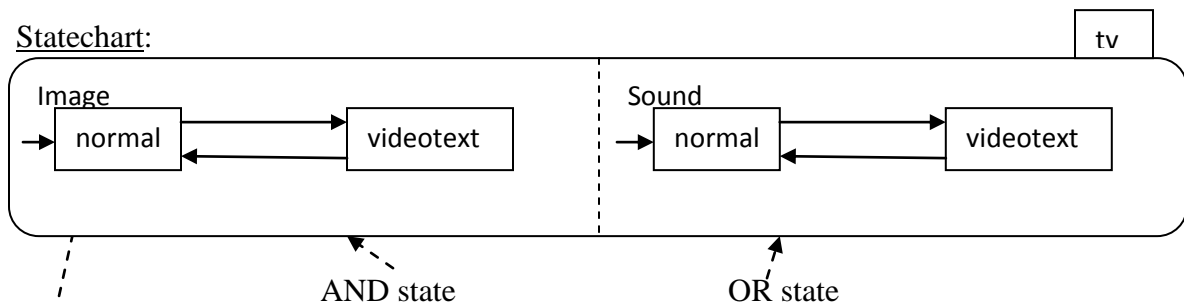 Statechart:
tv
Image
Sound
normal
videotext
normal
videotext
AND state
OR state